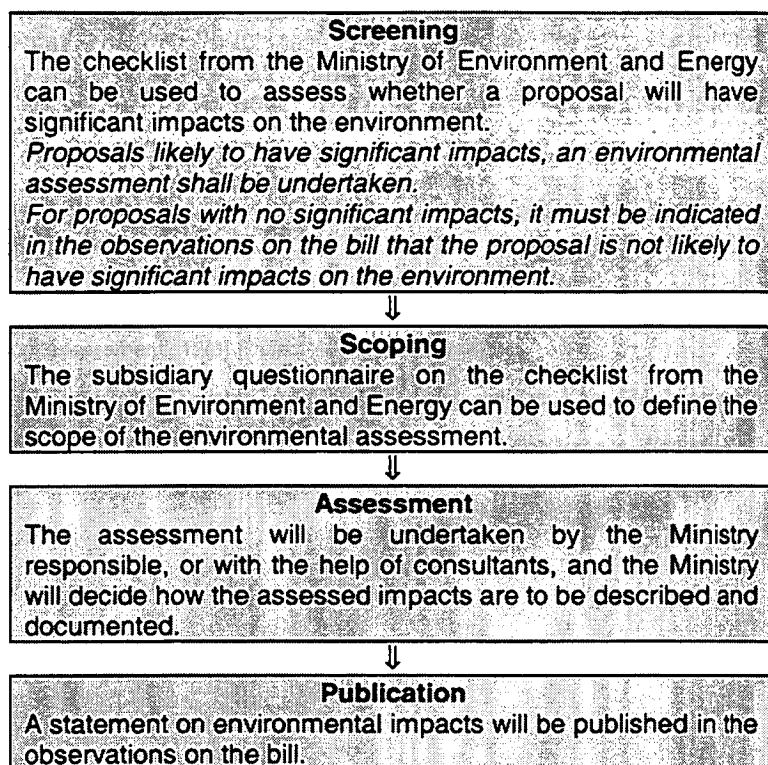 Screening
The checklist from the Ministry of Environment and Energy
can be used to assess whether a proposal will have
significant impacts on the environment.
Proposals likely to have significant impacts, an environmental
assessment shall be undertaken.
For proposals with no significant impacts, it must be indicated
in the observations on the bill that the proposal is not likely to
have significant impacts on the environment.
⇓
Scoping
The subsidiary questionnaire on the checklist from the
Ministry of Environment and Energy can be used to define the
scope of the environmental assessment.
⇓
Assessment
The assessment will be undertaken by the Ministry
responsible, or with the help of consultants, and the Ministry
will decide how the assessed impacts are to be described and
documented.
⇓
Publication
A statement on environmental impacts will be published in the
observations on the bill.